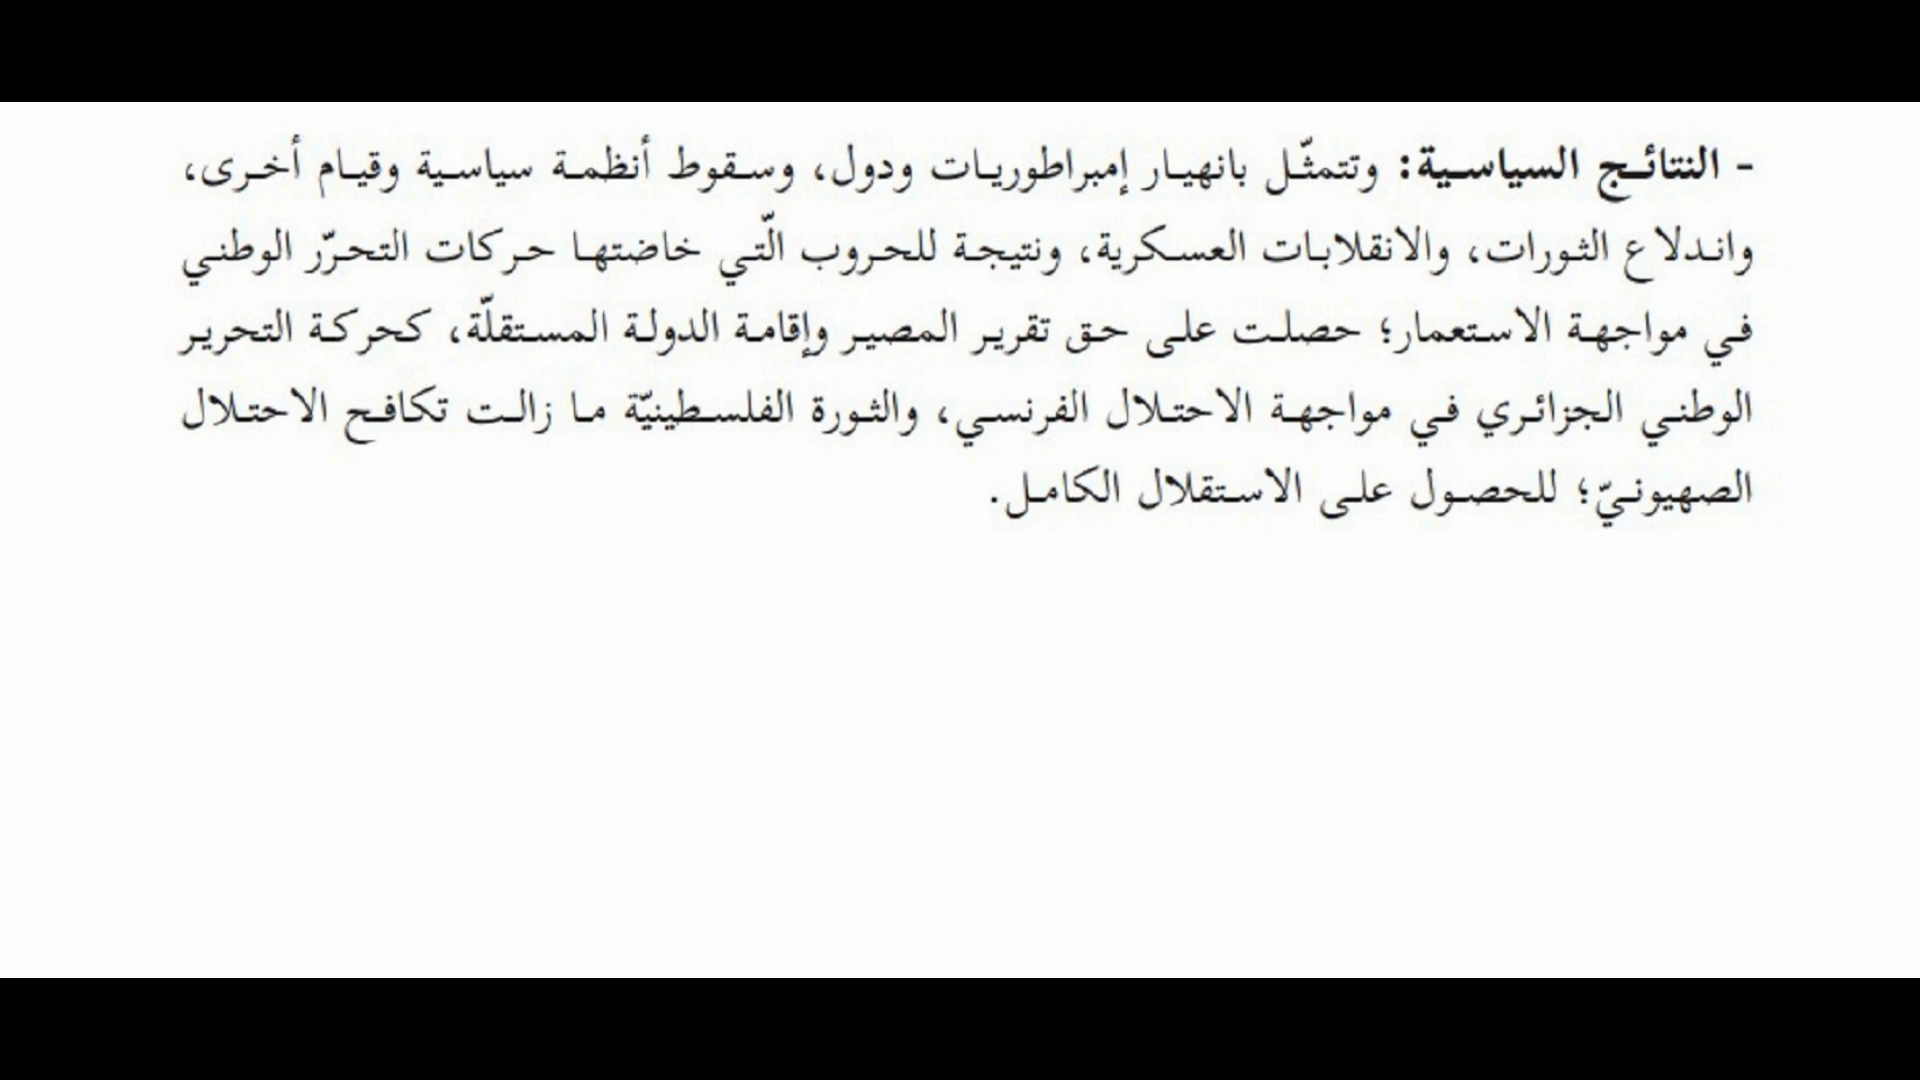 - النتائج السياسية: وتتمثّل بانهيار إمبراطوريات ودول، وسقوط أنظمة سياسية وقيام أخرى،
واندلاع الثورات، والانقلابات العسكرية، ونتيجة للحروب الّتي خاضتها حركات التحرّر الوطني
في مواجهة الاستعمار؛ حصلت على حق تقرير المصير وإقامة الدولة المستقلّة، كحركة التحرير
الوطني الجزائري في مواجهة الاحتلال الفرنسي، والثورة الفلسطينيّة ما زالت تكافح الاحتلال
الصهيونيّ؛ للحصول على الاستقلال الكامل.